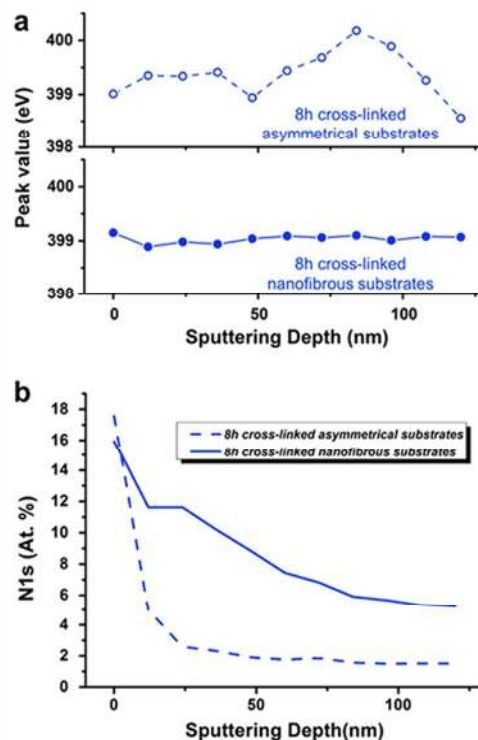 a
400
399
398
8h cross-linked
asymmetrical substrates
Peak value (eV)
400
399
398
8h cross-linked
nanofibrous substrates
0
50
100
Sputtering Depth (nm)
b
18
16
14
12
10
8
6
4
2
0
N1s (At. %)
8h cross-linked asymmetrical substrates
8h cross-linked nanofibrous substrates
0
50
100
Sputtering Depth(nm)